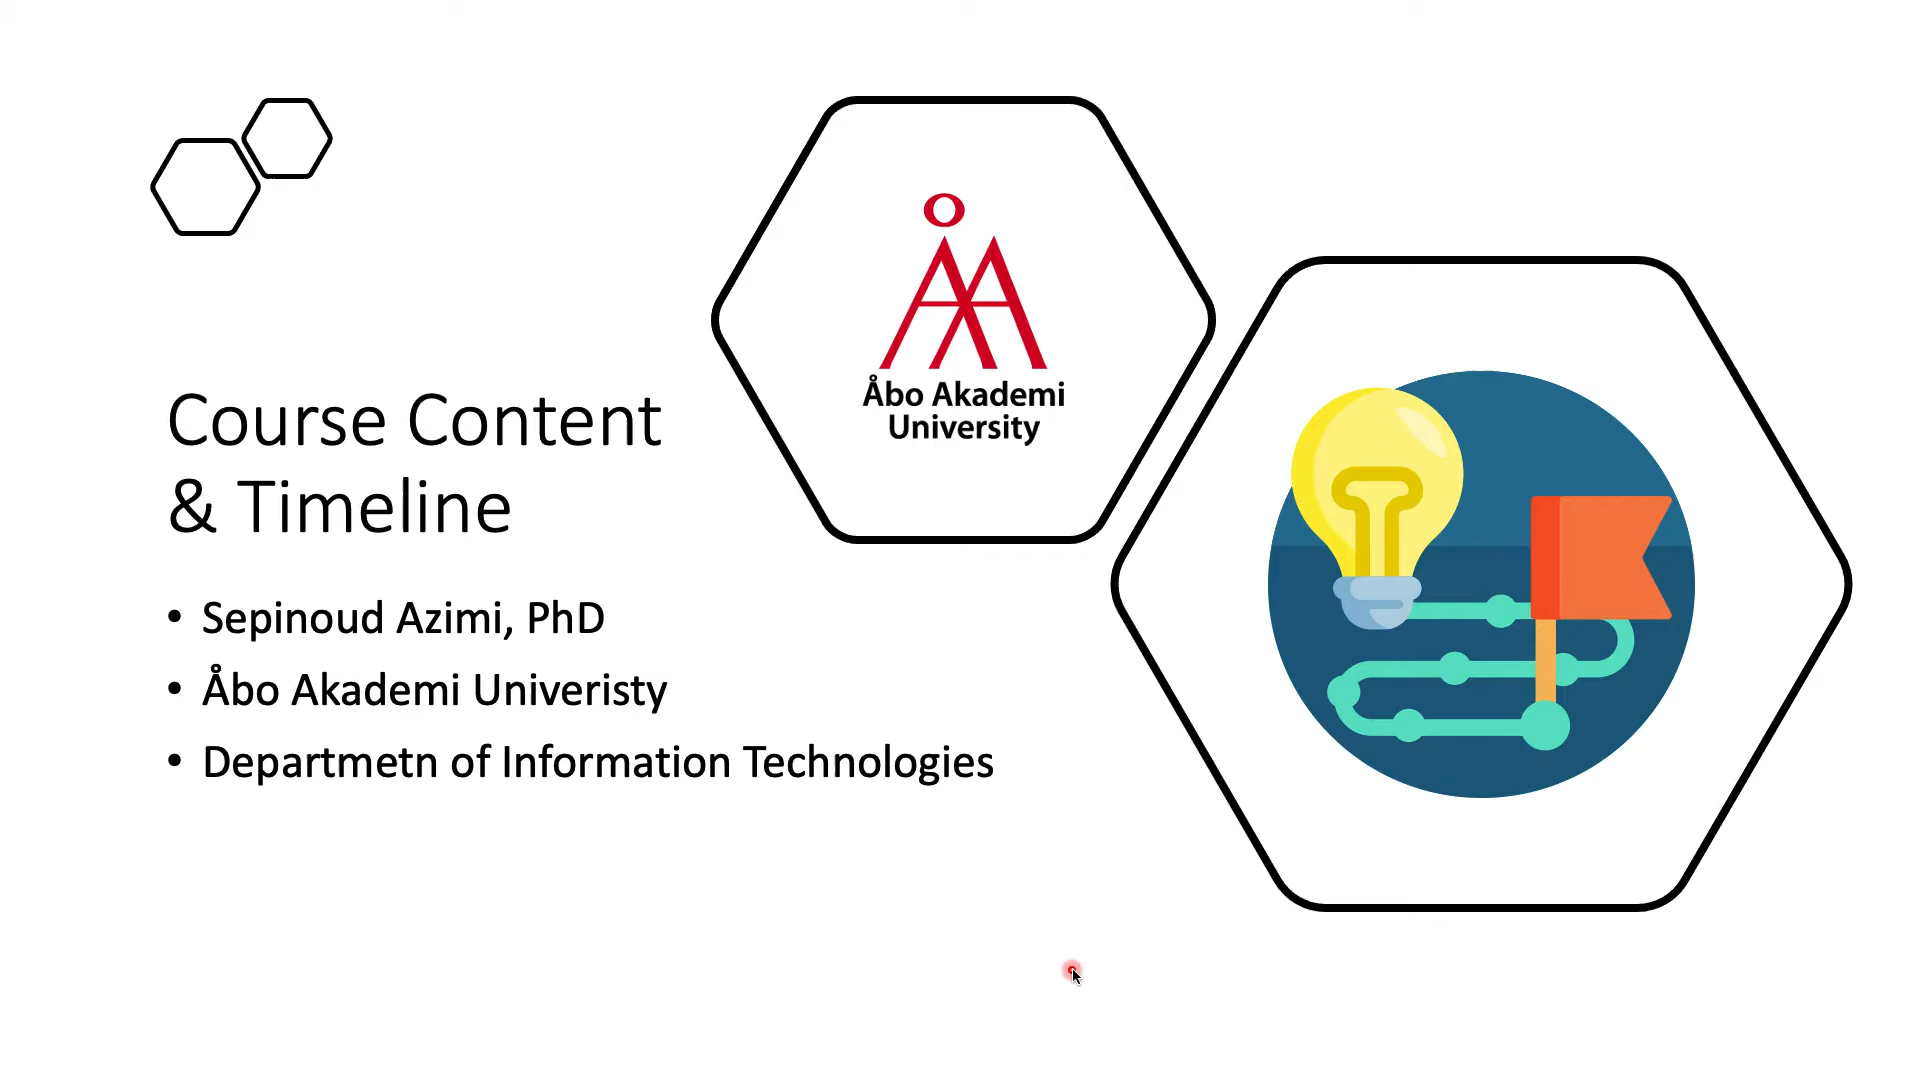 Åbo Akademi
University
Course Content
& Timeline
• Sepinoud Azimi, PhD
• Åbo Akademi Univeristy
• Departmetn of Information Technologies